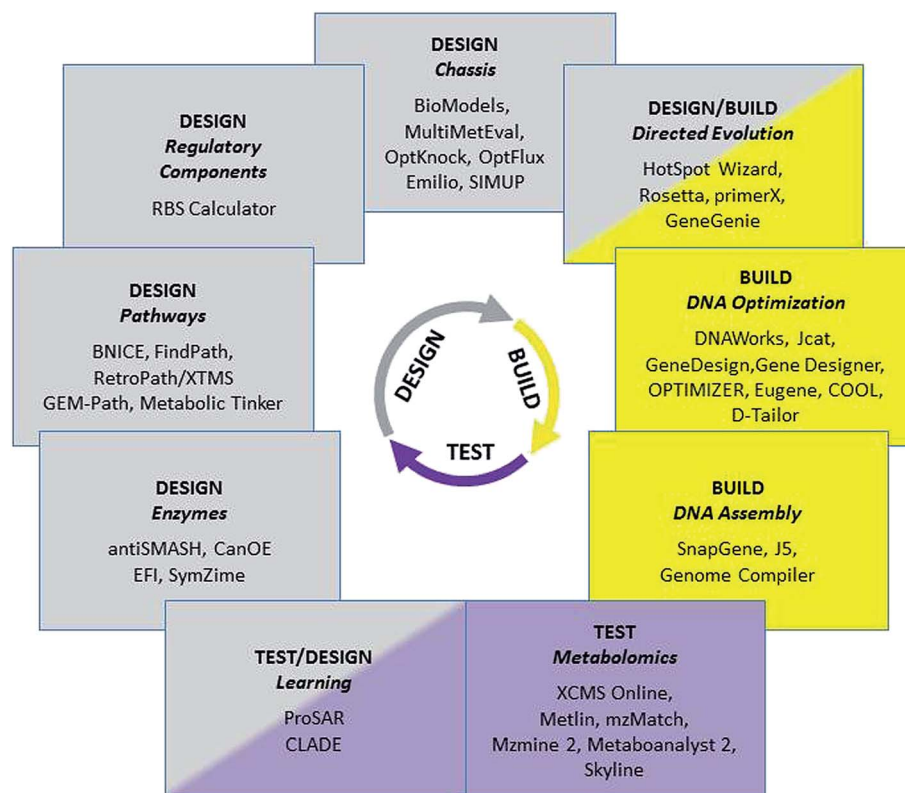 DESIGN
Chassis
BioModels,
MultiMetEval,
OptKnock, OptFlux
Emilio, SIMUP
DESIGN/BUILD
Directed Evolution
HotSpot Wizard,
Rosetta, primerX,
GeneGenie
BUILD
DNA Optimization
DNAWorks, Jcat,
GeneDesign,Gene Designer,
OPTIMIZER, Eugene, COOL,
D-Tailor
BUILD
DNA Assembly
SnapGene, J5,
Genome Compiler
TEST
Metabolomics
XCMS Online,
Metlin, mzMatch,
Mzmine 2, Metaboanalyst 2,
Skyline
TEST/DESIGN
Learning
ProSAR
CLADE
DESIGN
Enzymes
antiSMASH, CanOE
EFI, SymZime
DESIGN
Pathways
BNICE, FindPath,
RetroPath/XTMS
GEM-Path, Metabolic Tinker
DESIGN
Regulatory
Components
RBS Calculator
DESIGN
BUILD
TEST